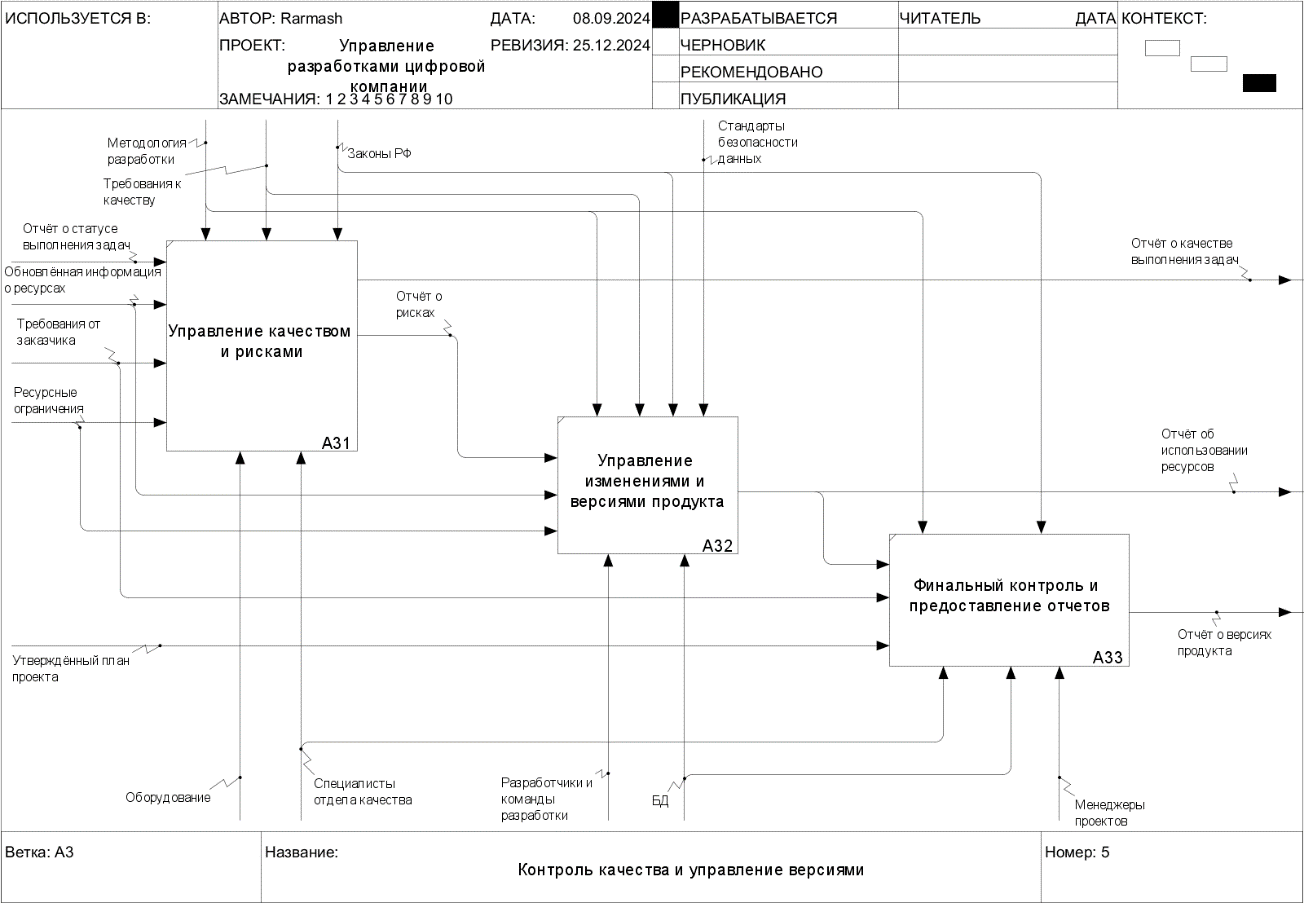 ИСПОЛЬЗУЕТСЯ В:
АВТОР: Rarmash
ДАТА: 08.09.2024
РАЗРАБАТЫВАЕТСЯ
ЧИТАТЕЛЬ
ДАТА
КОНТЕКСТ:
ПРОЕКТ:
Управление
разработками цифровой
компании
РЕВИЗИЯ: 25.12.2024
ЧЕРНОВИК
РЕКОМЕНДОВАНО
ЗАМЕЧАНИЯ: 1 2 3 4 5 6 7 8 9 10
ПУБЛИКАЦИЯ
Методология
разработки
Требования к
качеству
Законы РФ
Стандарты
безопасности
данных
Отчёт о статусе
выполнения задач
Обновлённая информация
о ресурсах
Требования от
заказчика
Ресурсные
ограничения
Управление качеством
и рисками
А31
Отчёт о
рисках
Отчёт о качестве
выполнения задач
Управление
изменениями и
версиями продукта
А32
Отчёт об
использовании
ресурсов
Финальный контроль и
предоставление отчетов
А33
Отчёт о версиях
продукта
Утверждённый план
проекта
Оборудование
Специалисты
отдела качества
Разработчики и
команды
разработки
БД
Менеджеры
проектов
Ветка: А3
Название:
Контроль качества и управление версиями
Номер: 5